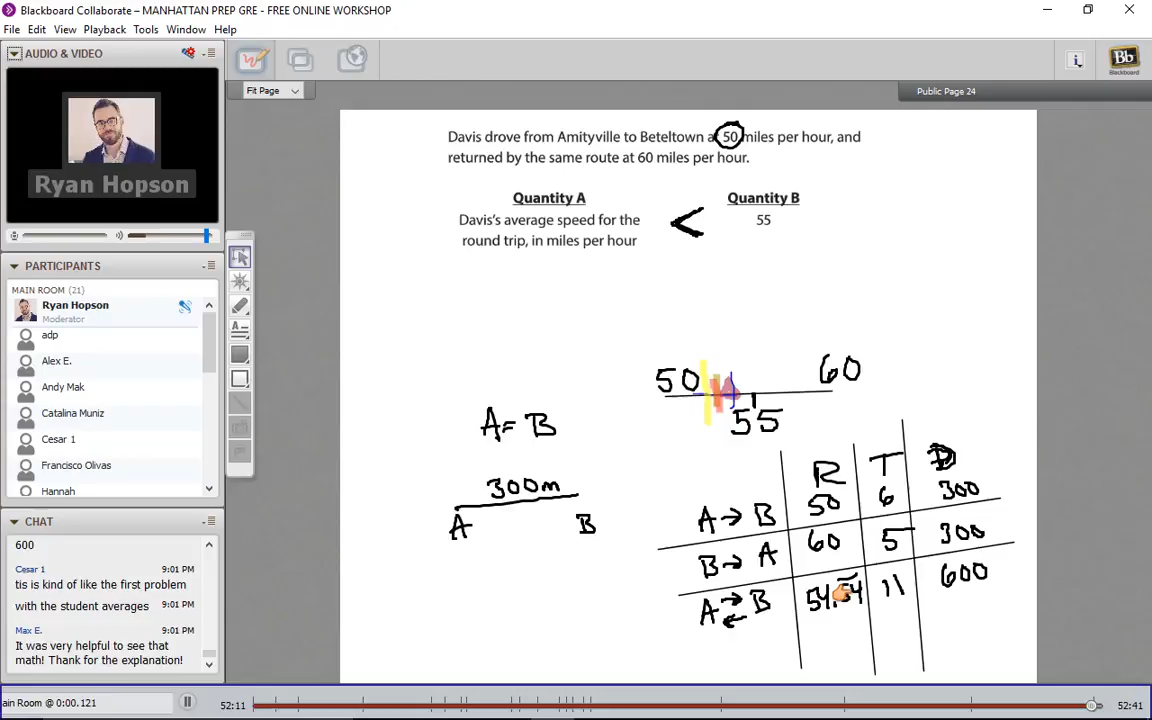 Blackboard Collaborate – MANHATTAN PREP GRE - FREE ONLINE WORKSHOP
File Edit View Playback Tools Window Help
AUDIO & VIDEO
Ryan Hopson
PARTICIPANTS
MAIN ROOM (21)
Ryan Hopson
Moderator
adp
Alex E.
Andy Mak
Catalina Muniz
Cesar 1
Francisco Olivas
Hannah
CHAT
600
Cesar 1 9:01 PM
tis is kind of like the first problem
with the student averages 9:01 PM
Max E. 9:01 PM
It was very helpful to see that
math! Thank for the explanation!
Fit Page
i
Bb
Blackboard
Public Page 24
Davis drove from Amityville to Beteltown at 50 miles per hour, and
returned by the same route at 60 miles per hour.
Quantity A Quantity B
Davis's average speed for the < 55
round trip, in miles per hour
50 60
55
A = B
300m
A B
R T D
A → B 50 6 300
B → A 60 5 300
A → B 54.54 11 600
←
ain Room @ 0:00.121
52:11
52:41